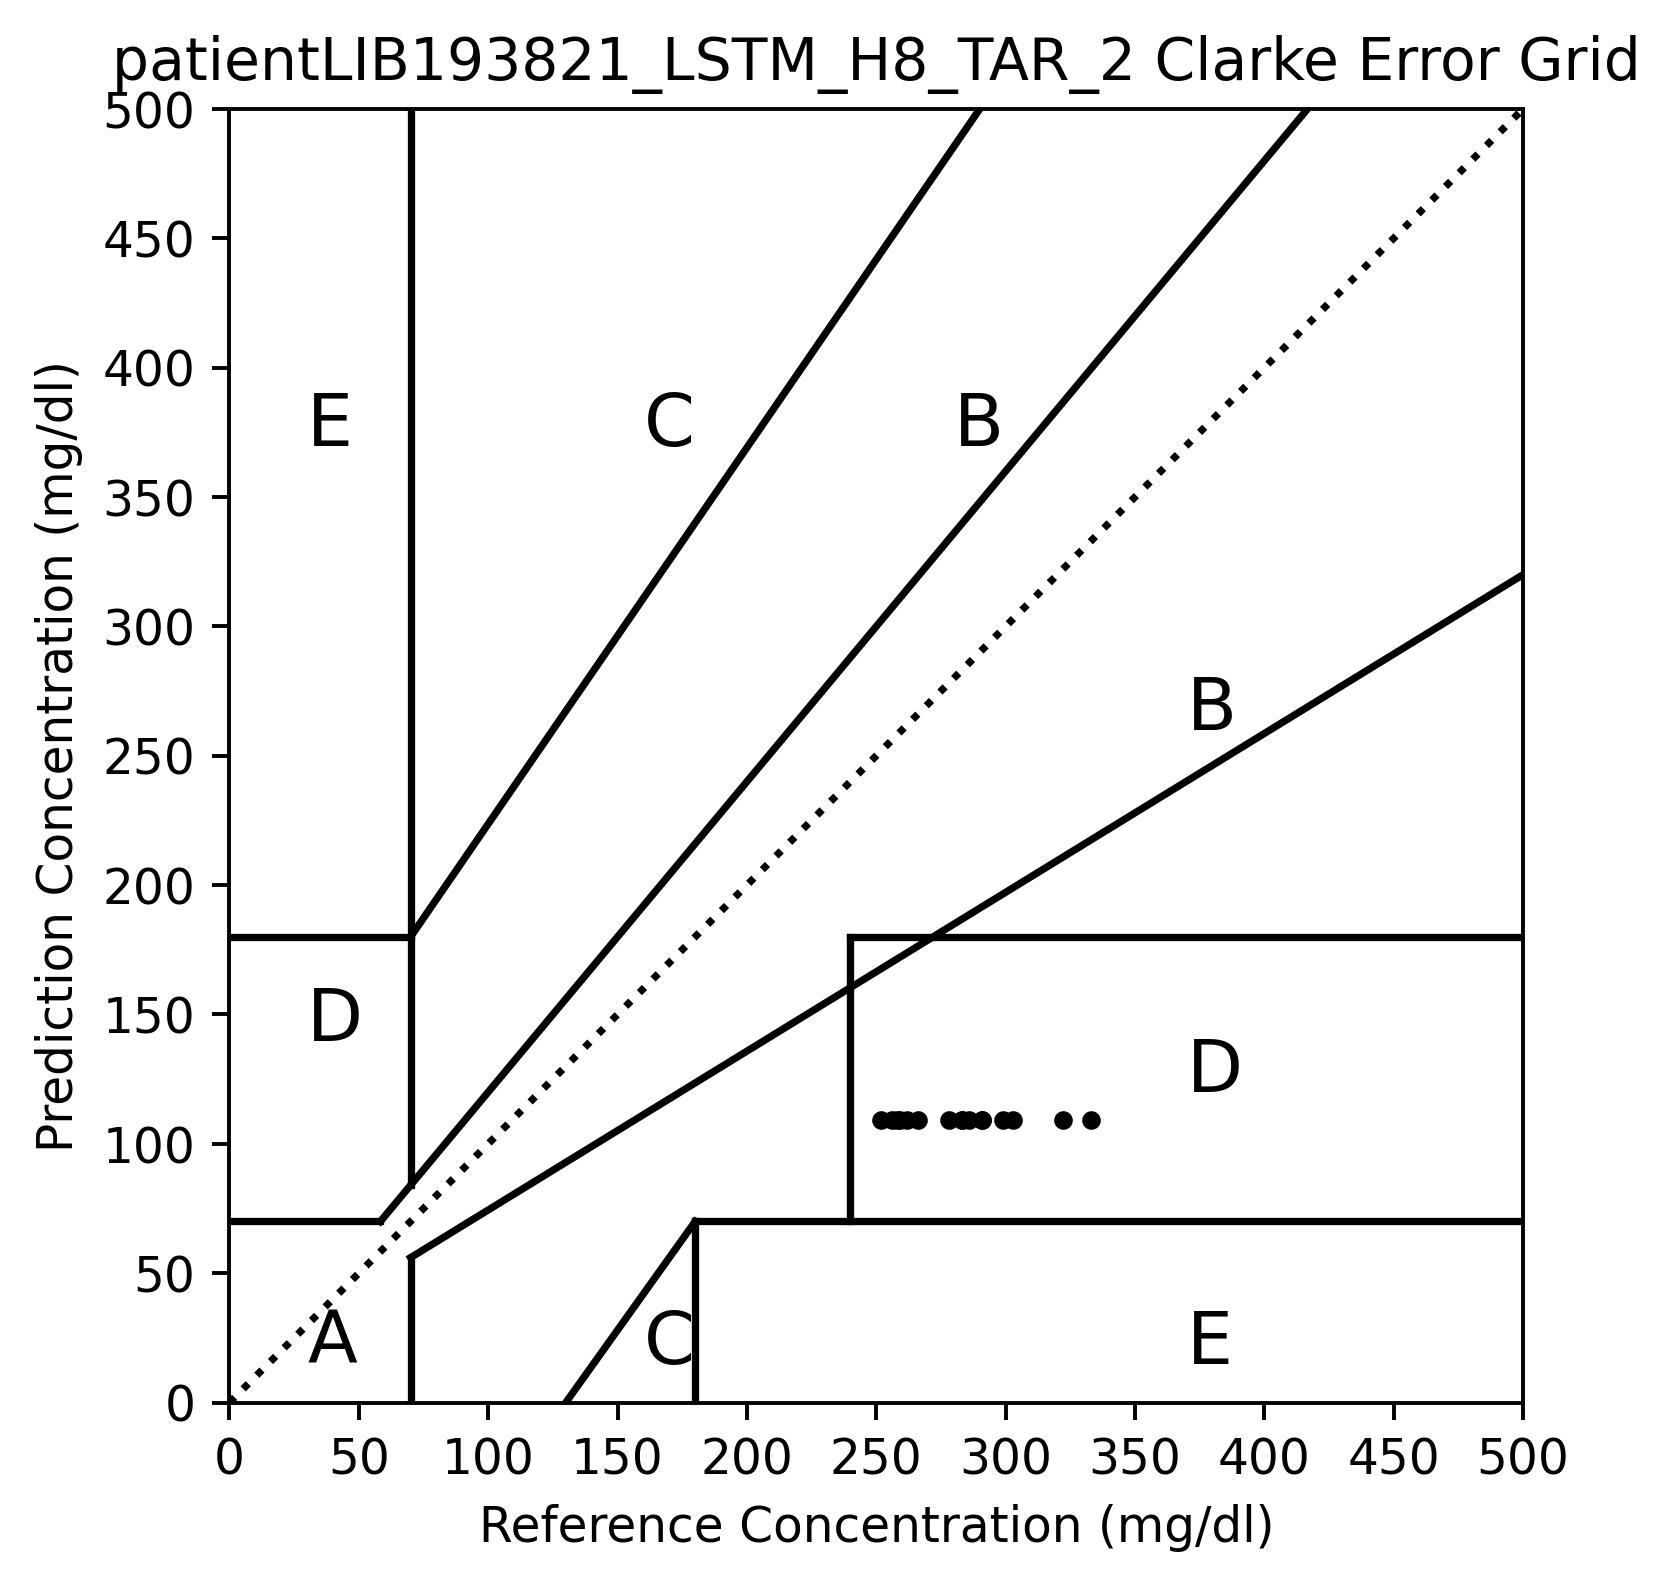 patientLIB193821_LSTM_H8_TAR_2 Clarke Error Grid
500
450
400
350
300
250
200
150
100
50
0
Prediction Concentration (mg/dl)
E
C
B
B
D
D
A
C
E
0 50 100 150 200 250 300 350 400 450 500
Reference Concentration (mg/dl)